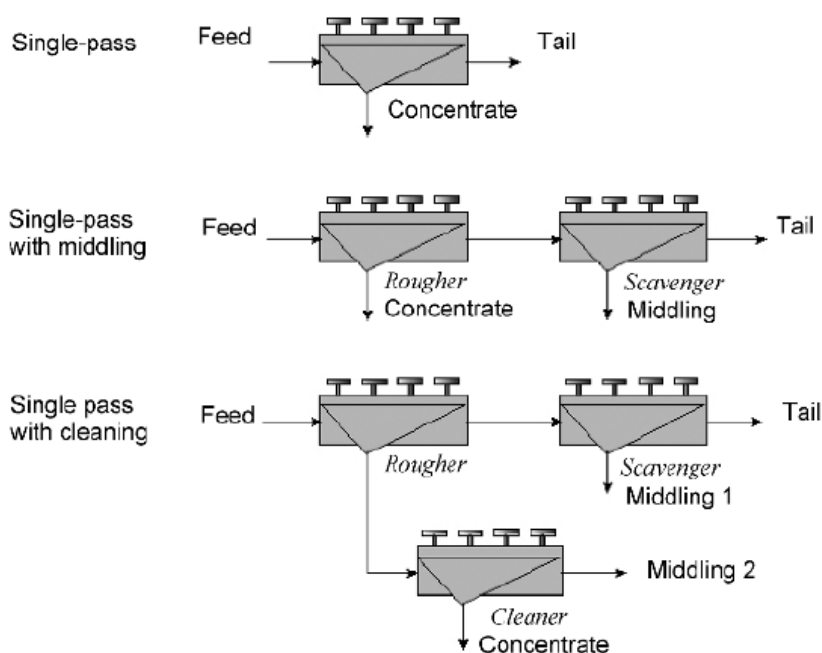 Single-pass
Feed
Tail
Concentrate
Single-pass
with middling
Feed
Tail
Rougher
Concentrate
Scavenger
Middling
Single pass
with cleaning
Feed
Tail
Rougher
Scavenger
Middling 1
Middling 2
Cleaner
Concentrate